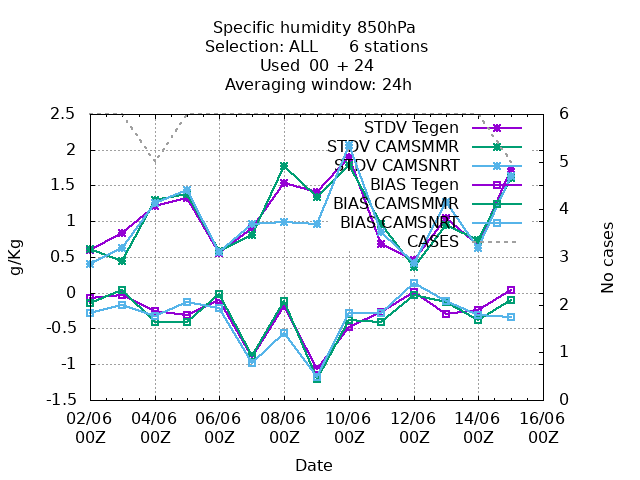 Specific humidity 850hPa
Selection: ALL 6 stations
Used 00 + 24
Averaging window: 24h
g/Kg
2.5
2
1.5
1
0.5
0
-0.5
-1
-1.5
STDV Tegen
STDV CAMSMMR
STDV CAMSNRT
BIAS Tegen
BIAS CAMSMMR
BIAS CAMSNRT
CASES
6
5
4
3
2
1
0
No cases
02/06 04/06 06/06 08/06 10/06 12/06 14/06 16/06
00Z 00Z 00Z 00Z 00Z 00Z 00Z 00Z
Date